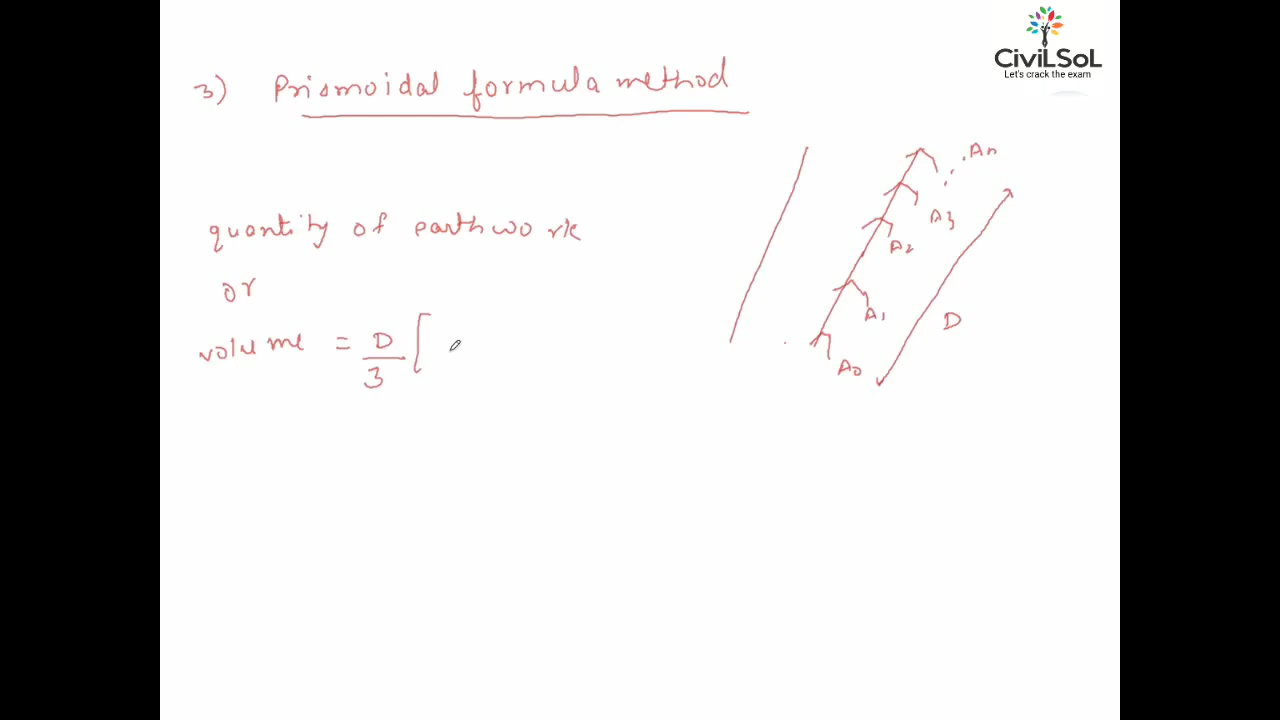 CiviLSoL
Let's crack the exam
3) Prismoidal formula method
An
A3
quantity of earthwork
A2
or
A1
D
volume = D/3 [
A0